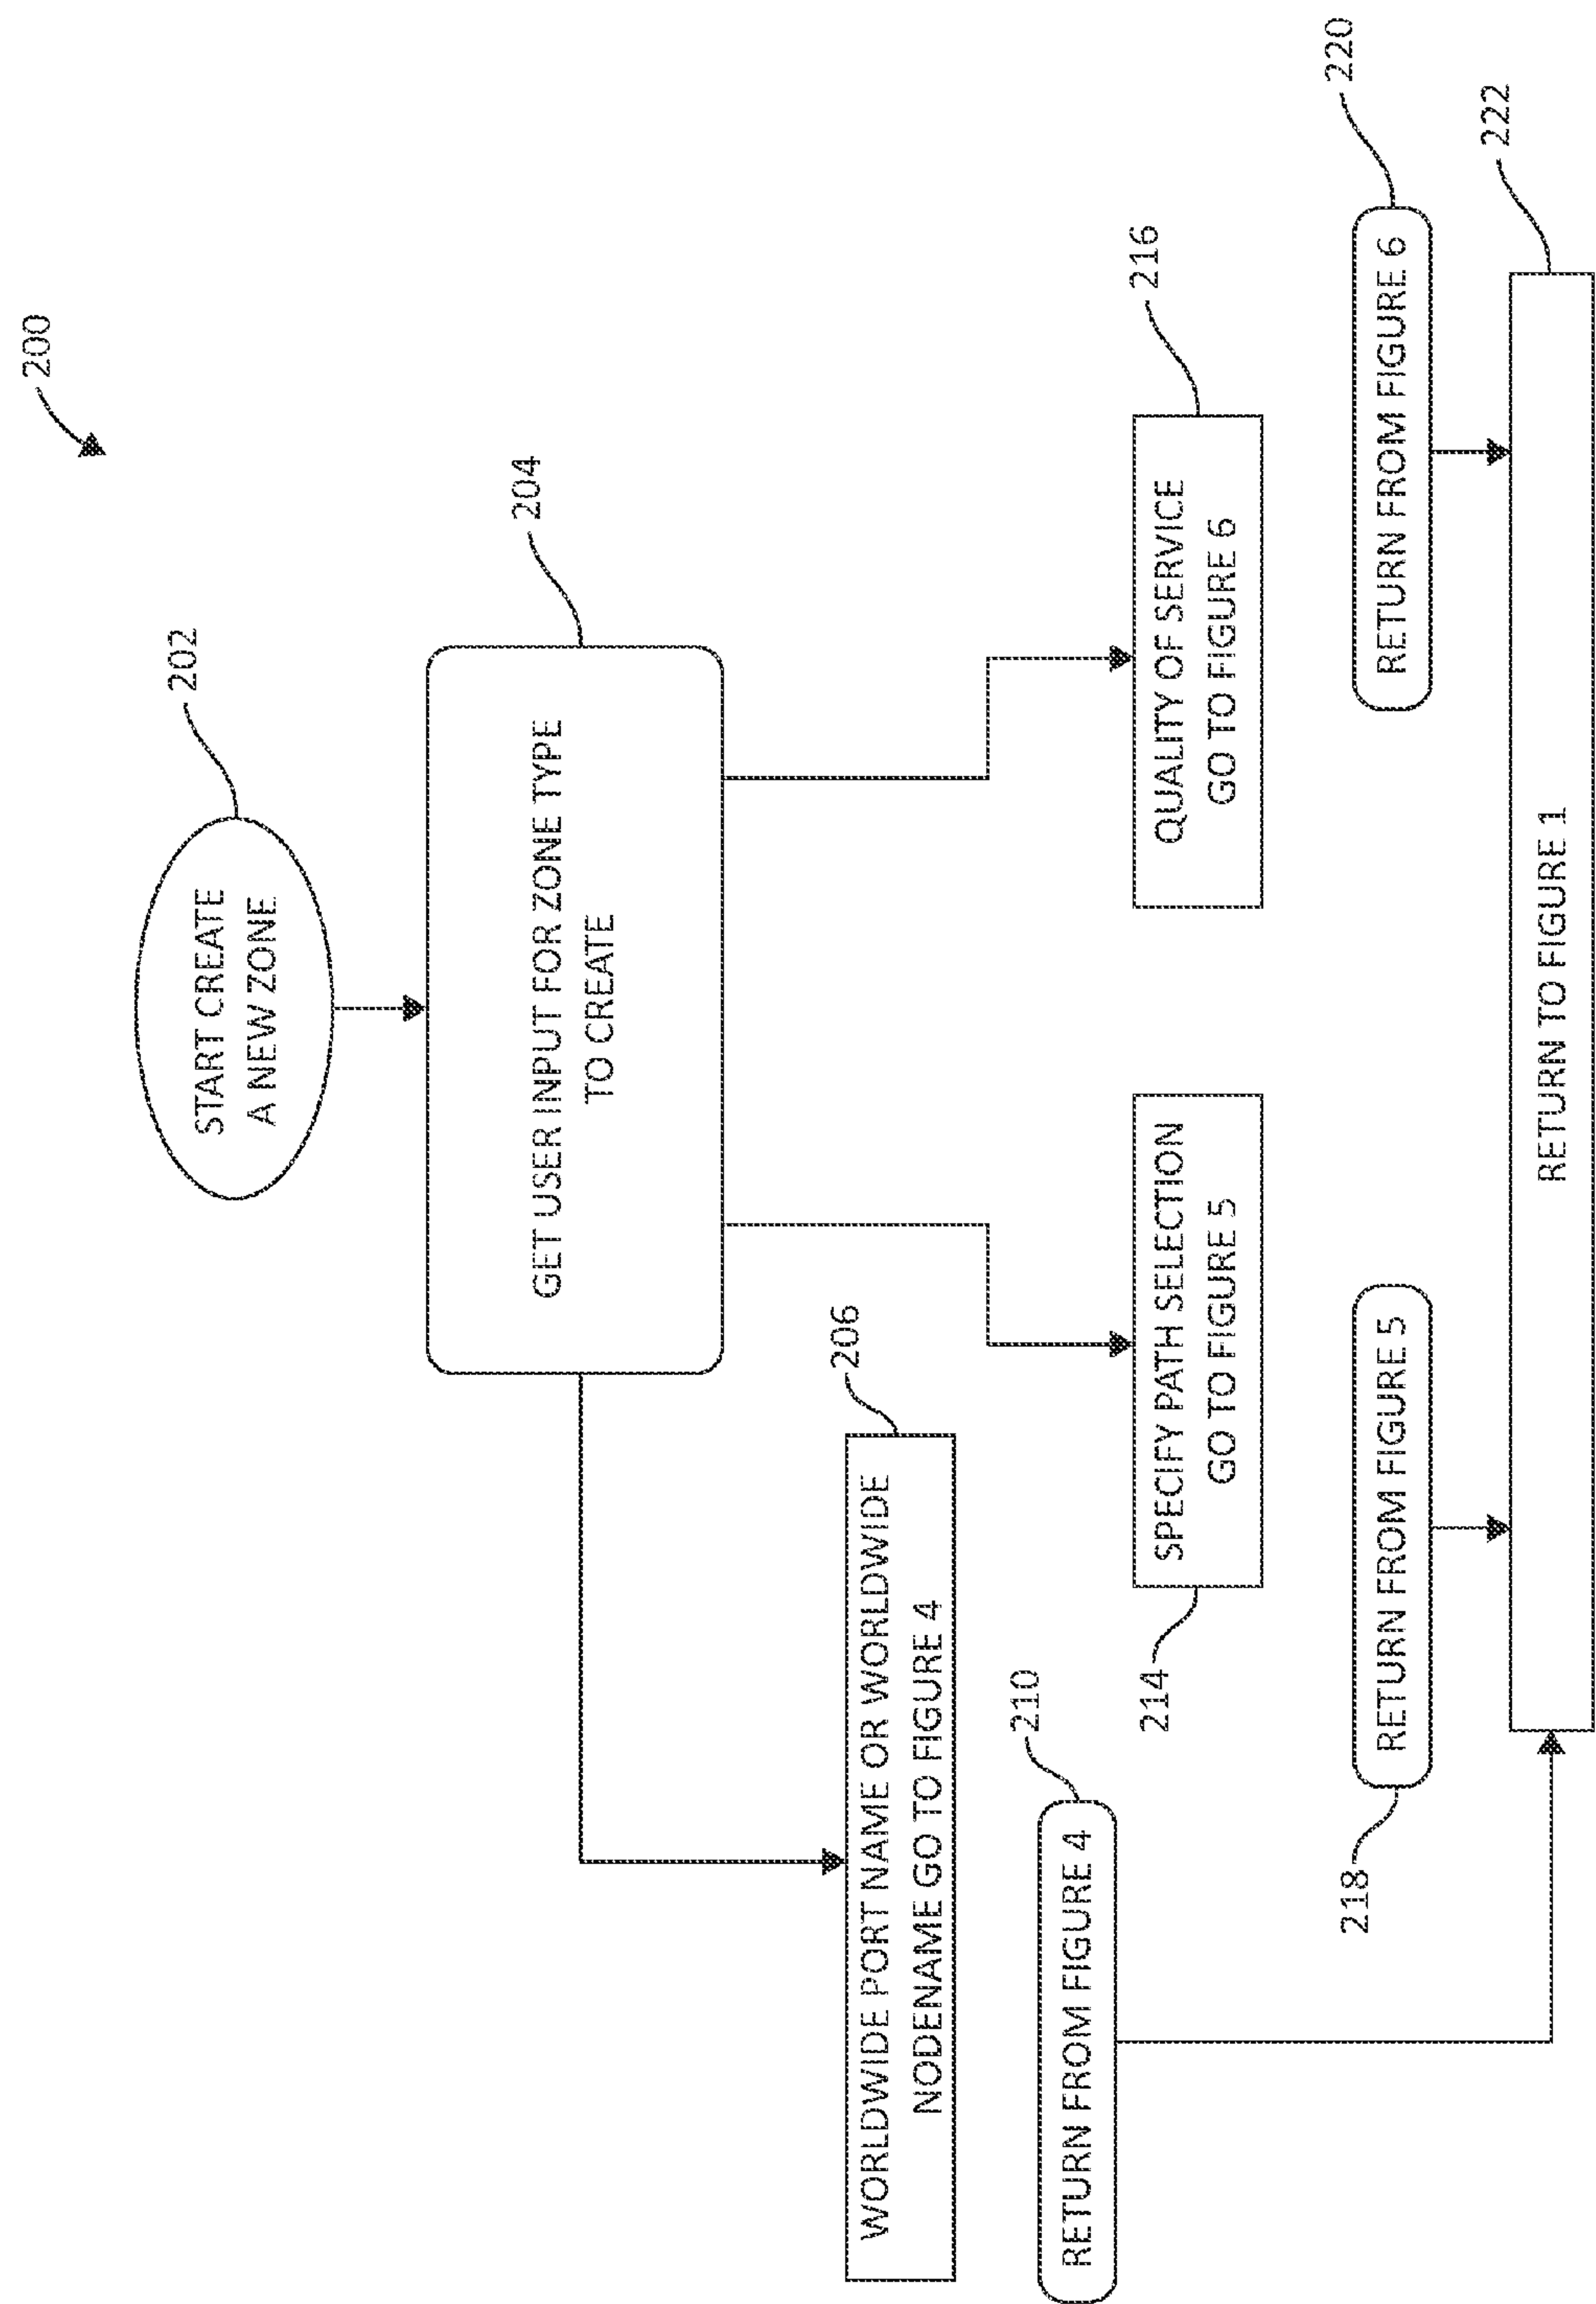 200
202
START CREATE
A NEW ZONE
204
GET USER INPUT FOR ZONE TYPE
TO CREATE
206
WORLDWIDE PORT NAME OR WORLDWIDE
NODENAME GO TO FIGURE 4
210
RETURN FROM FIGURE 4
214
SPECIFY PATH SELECTION
GO TO FIGURE 5
216
QUALITY OF SERVICE
GO TO FIGURE 6
218
RETURN FROM FIGURE 5
220
RETURN FROM FIGURE 6
222
RETURN TO FIGURE 1